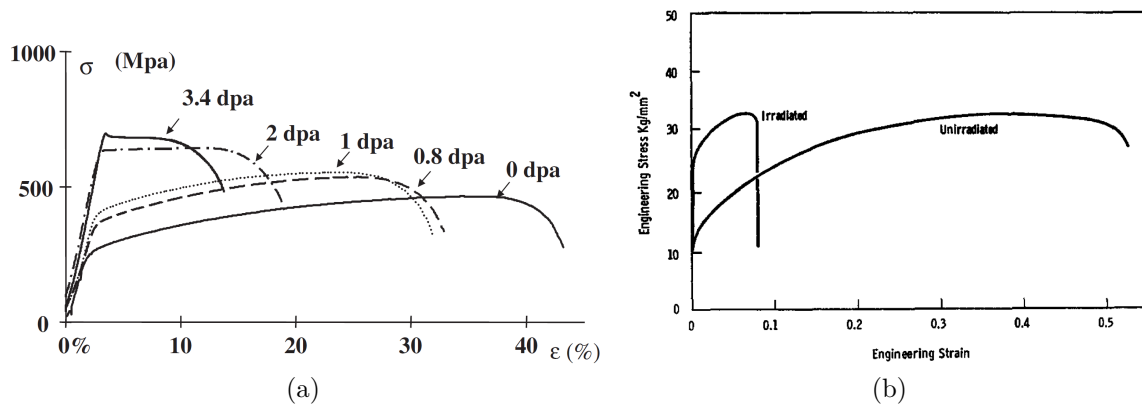 1000
σ (Mpa)
3.4 dpa
2 dpa
1 dpa
0.8 dpa
0 dpa
500
0
0%
10
20
30
40
ε (%)
(a)
50
40
30
20
10
0
Engineering Stress Kg/mm²
Irradiated
Unirradiated
0
0.1
0.2
0.3
0.4
0.5
Engineering Strain
(b)